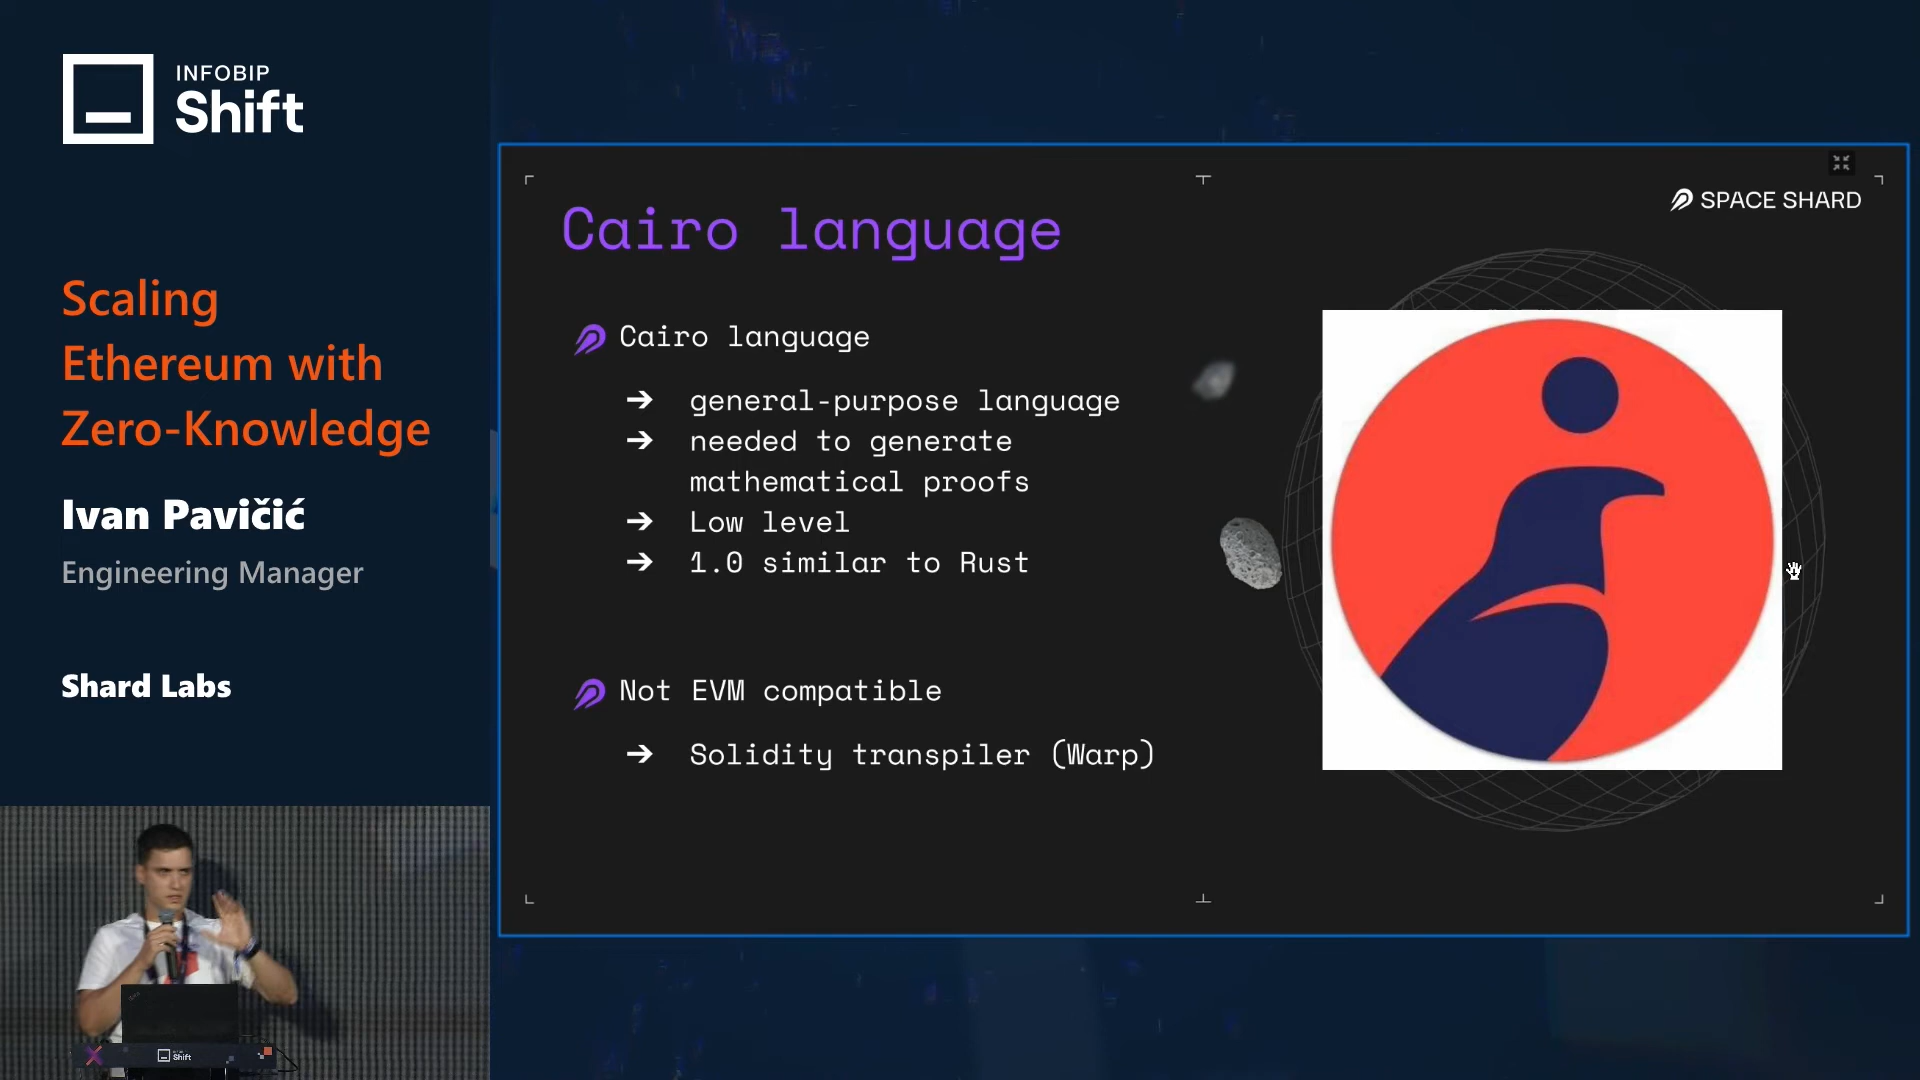 INFOBIP
Shift
Scaling
Ethereum with
Zero-Knowledge
Ivan Pavičić
Engineering Manager
Shard Labs
SPACE SHARD
Cairo language
Cairo language
➔ general-purpose language
➔ needed to generate
mathematical proofs
➔ Low level
➔ 1.0 similar to Rust
Not EVM compatible
➔ Solidity transpiler (Warp)
Shift